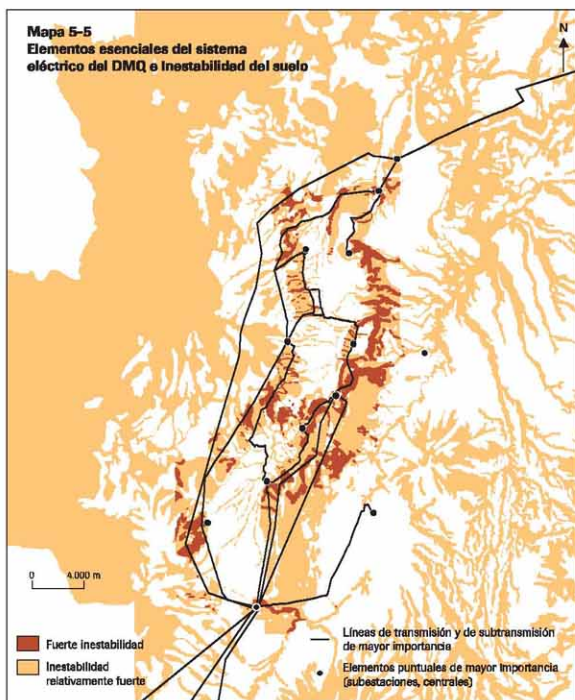 Mapa 5-5
Elementos esenciales del sistema
eléctrico del DMQ e inestabilidad del suelo
N
0 4.000 m
Fuerte inestabilidad
Inestabilidad
relativamente fuerte
Líneas de transmisión y de subtransmisión
de mayor importancia
Elementos puntuales de mayor importancia
(subestaciones, centrales)